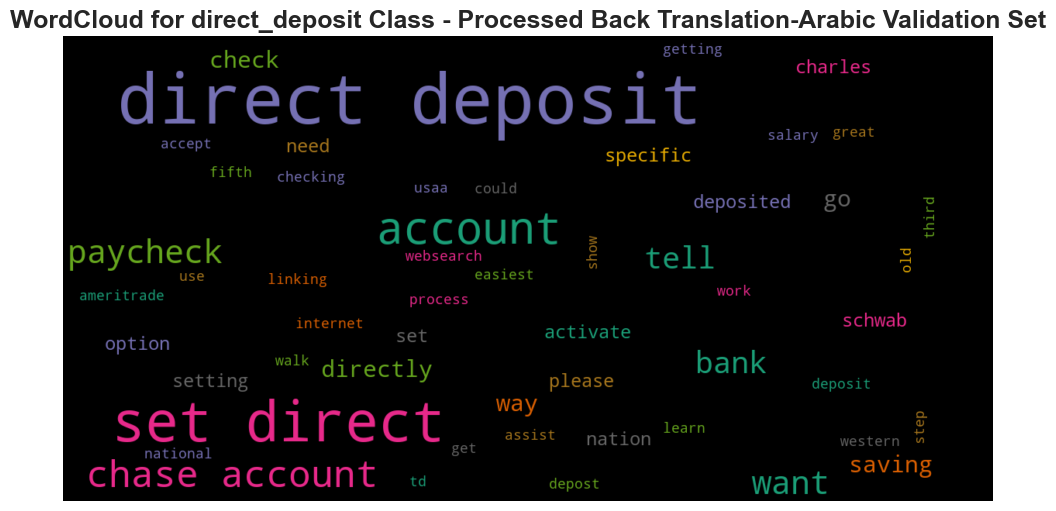 WordCloud for direct_deposit Class - Processed Back Translation-Arabic Validation Set
getting
check
charles
direct deposit
salary great
accept
need
specific
fifth
checking
usaa could
deposited
go
third
account
paycheck
show
tell
old
websearch
use
linking
easiest
ameritrade
process
work
internet
schwab
set
activate
option
walk
directly
bank
setting
please
deposit
way
set direct
assist
nation
learn
step
western
national
get
saving
chase account
td
depost
want